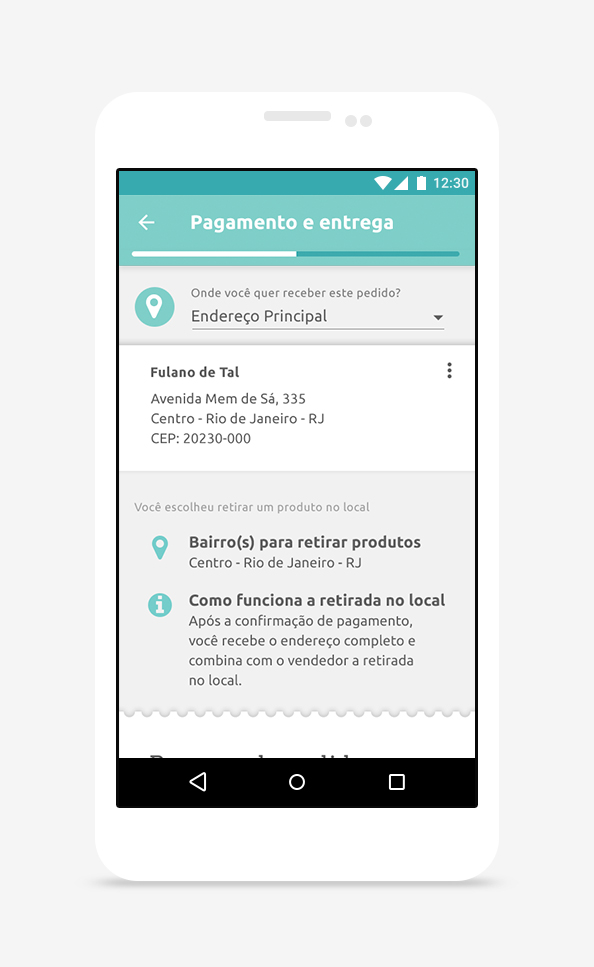 12:30
Pagamento e entrega
Onde você quer receber este pedido?
Endereço Principal
Fulano de Tal
Avenida Mem de Sá, 335
Centro - Rio de Janeiro - RJ
CEP: 20230-000
Você escolheu retirar um produto no local
Bairro(s) para retirar produtos
Centro - Rio de Janeiro - RJ
Como funciona a retirada no local
Após a confirmação de pagamento,
você recebe o endereço completo e
combina com o vendedor a retirada
no local.